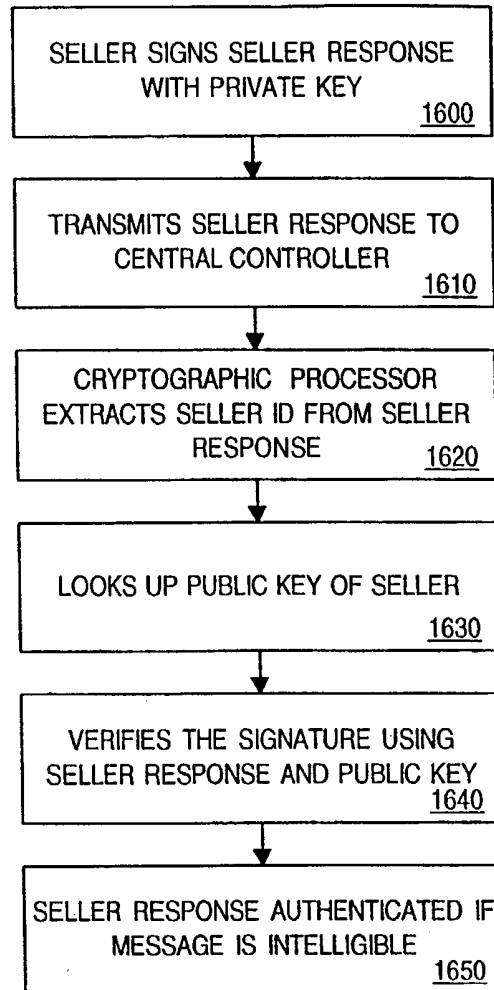 SELLER SIGNS SELLER RESPONSE
WITH PRIVATE KEY
1600
TRANSMITS SELLER RESPONSE TO
CENTRAL CONTROLLER
1610
CRYPTOGRAPHIC PROCESSOR
EXTRACTS SELLER ID FROM SELLER
RESPONSE
1620
LOOKS UP PUBLIC KEY OF SELLER
1630
VERIFIES THE SIGNATURE USING
SELLER RESPONSE AND PUBLIC KEY
1640
SELLER RESPONSE AUTHENTICATED IF
MESSAGE IS INTELLIGIBLE
1650